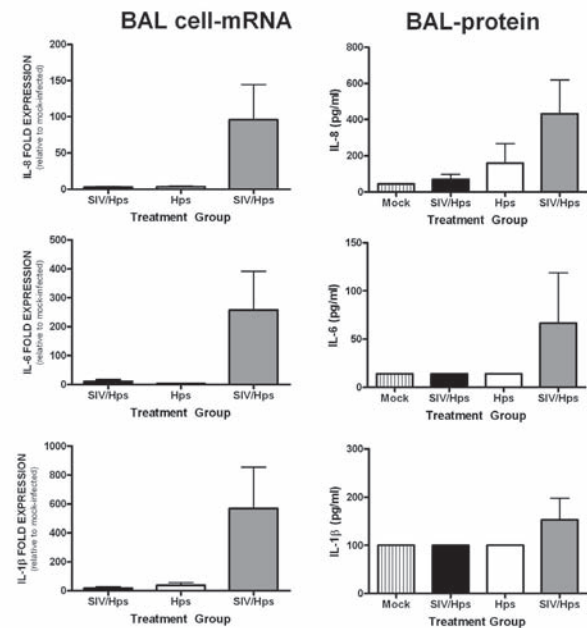 BAL cell-mRNA
BAL-protein
IL-8 FOLD EXPRESSION
(relative to mock-infected)
200
150
100
50
0
SIV/Hps Hps SIV/Hps
Treatment Group
IL-8 (pg/ml)
800
600
400
200
0
Mock SIV/Hps Hps SIV/Hps
Treatment Group
IL-6 FOLD EXPRESSION
(relative to mock-infected)
500
400
300
200
100
0
SIV/Hps Hps SIV/Hps
Treatment Group
IL-6 (pg/ml)
150
100
50
0
Mock SIV/Hps Hps SIV/Hps
Treatment Group
IL-1β FOLD EXPRESSION
(relative to mock-infected)
1000
800
600
400
200
0
SIV/Hps Hps SIV/Hps
Treatment Group
IL-1β (pg/ml)
300
200
100
0
Mock SIV/Hps Hps SIV/Hps
Treatment Group